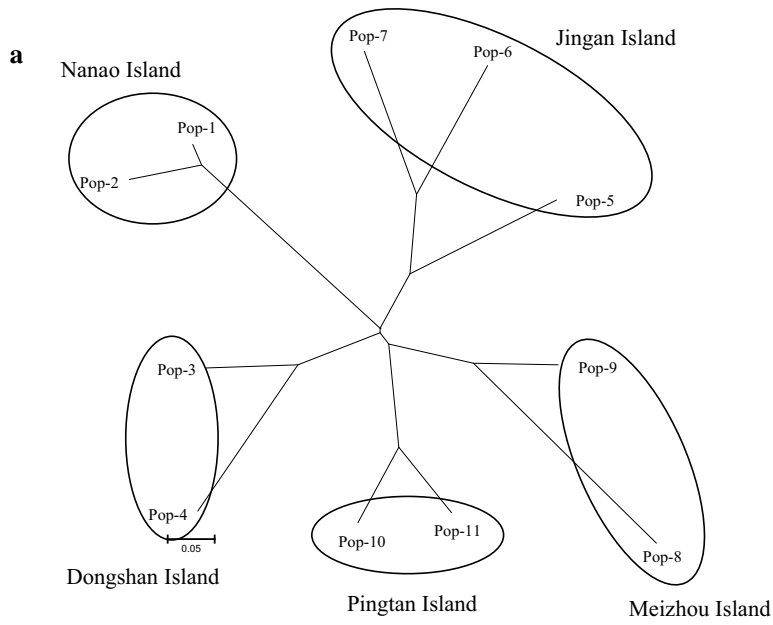 a
Nanao Island
Pop-1
Pop-2
Pop-7
Pop-6
Jingan Island
Pop-5
Pop-3
Pop-4
0.05
Dongshan Island
Pop-10
Pop-11
Pingtan Island
Pop-9
Pop-8
Meizhou Island